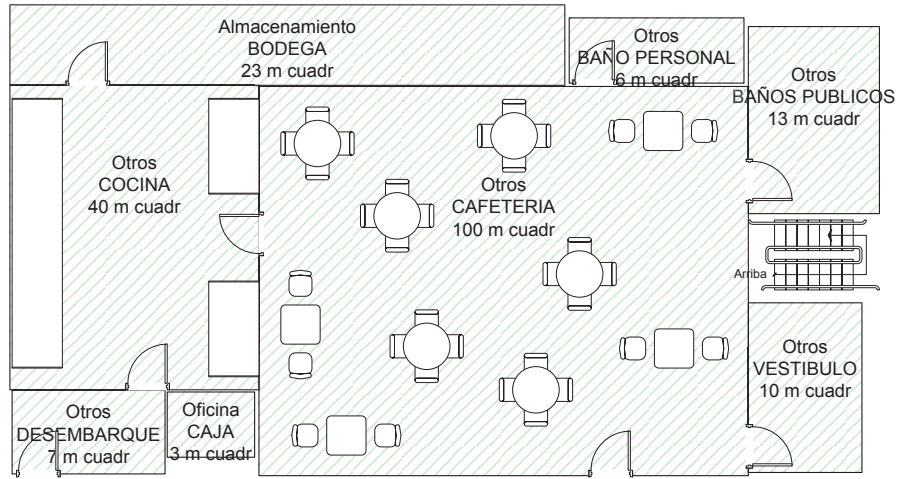 Almacenamiento
BODEGA
23 m cuadr
Otros
BAÑO PERSONAL
6 m cuadr
Otros
BAÑOS PUBLICOS
13 m cuadr
Otros
COCINA
40 m cuadr
Otros
CAFETERIA
100 m cuadr
Arriba
Otros
VESTIBULO
10 m cuadr
Otros
DESEMBARQUE
7 m cuadr
Oficina
CAJA
3 m cuadr